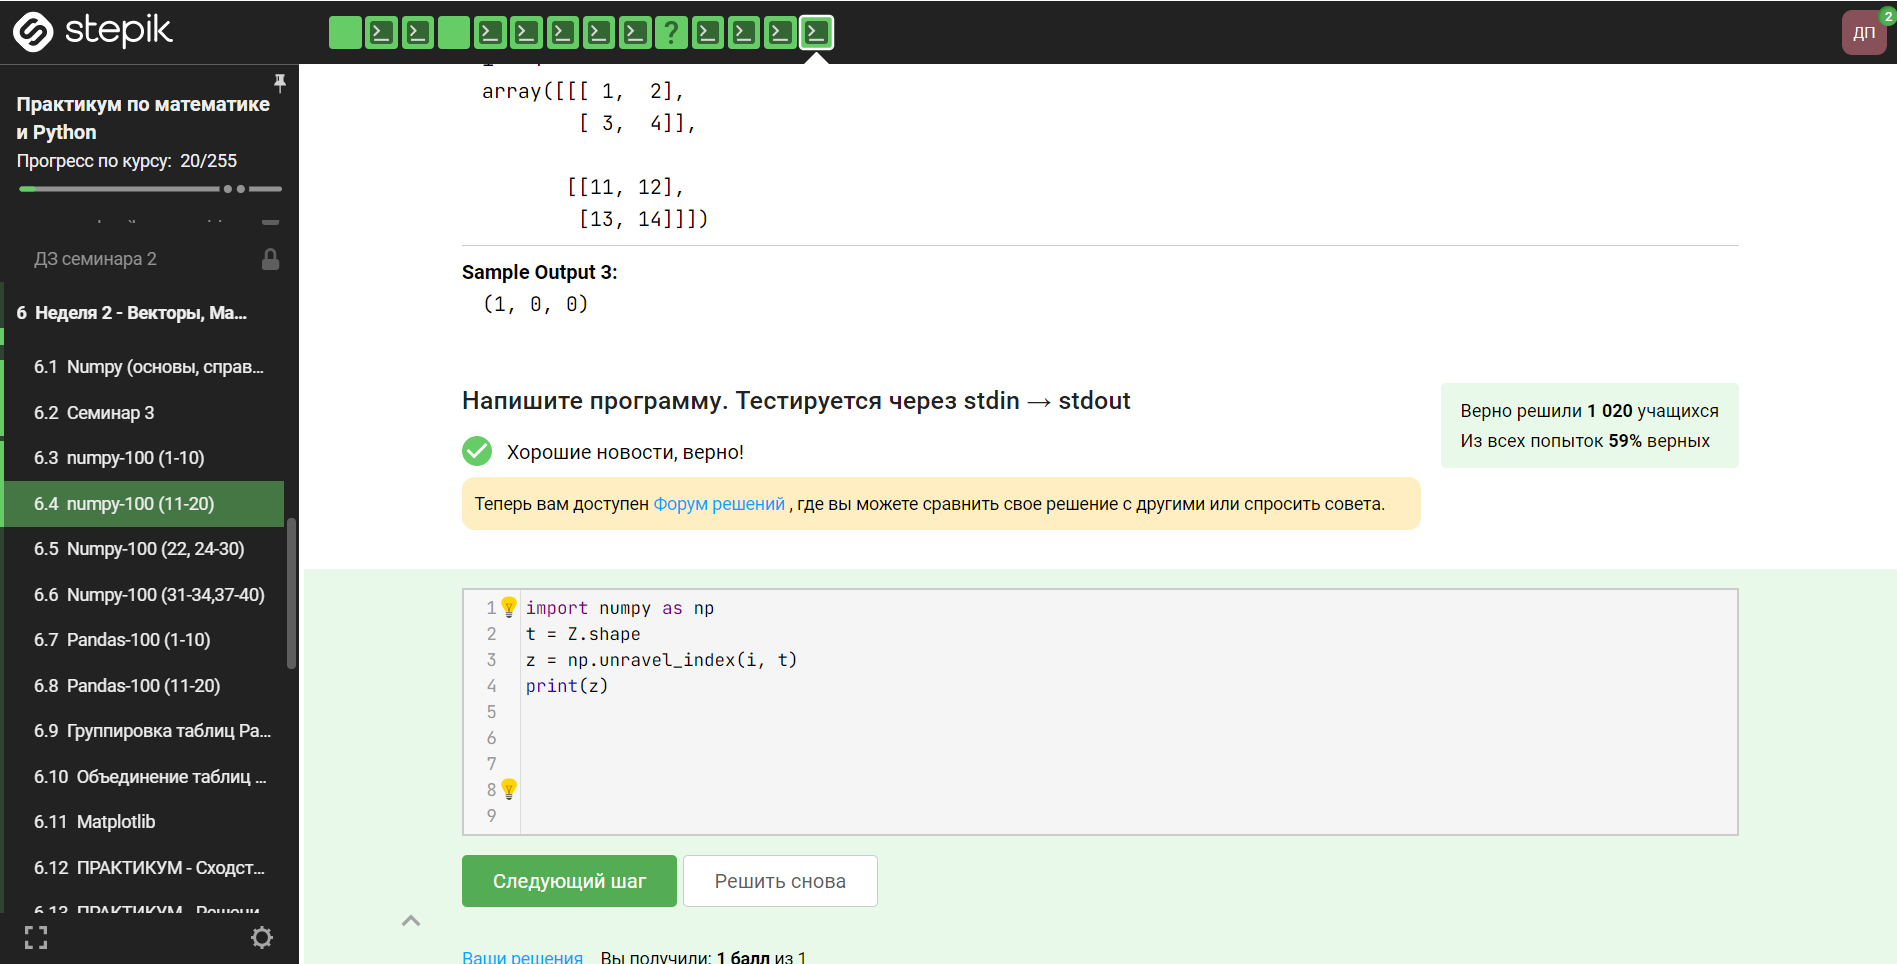 stepik
ДП
2
Практикум по математике
и Python
Прогресс по курсу: 20/255
ДЗ семинара 2
6 Неделя 2 - Векторы, Ма...
6.1 Numpy (основы, справ...
6.2 Семинар 3
6.3 numpy-100 (1-10)
6.4 numpy-100 (11-20)
6.5 Numpy-100 (22, 24-30)
6.6 Numpy-100 (31-34,37-40)
6.7 Pandas-100 (1-10)
6.8 Pandas-100 (11-20)
6.9 Группировка таблиц Pa...
6.10 Объединение таблиц ...
6.11 Matplotlib
6.12 ПРАКТИКУМ - Сходст...
6.13 ПРАКТИКУМ - Решени...
array([[[ 1,  2],
[ 3,  4]],
[[11, 12],
[13, 14]]])
Sample Output 3:
(1, 0, 0)
Напишите программу. Тестируется через stdin → stdout
Верно решили 1 020 учащихся
Из всех попыток 59% верных
Хорошие новости, верно!
Теперь вам доступен Форум решений , где вы можете сравнить свое решение с другими или спросить совета.
1 import numpy as np
2 t = Z.shape
3 z = np.unravel_index(i, t)
4 print(z)
5
6
7
8
9
Следующий шаг
Решить снова
Ваши решения Вы получили: 1 балл из 1